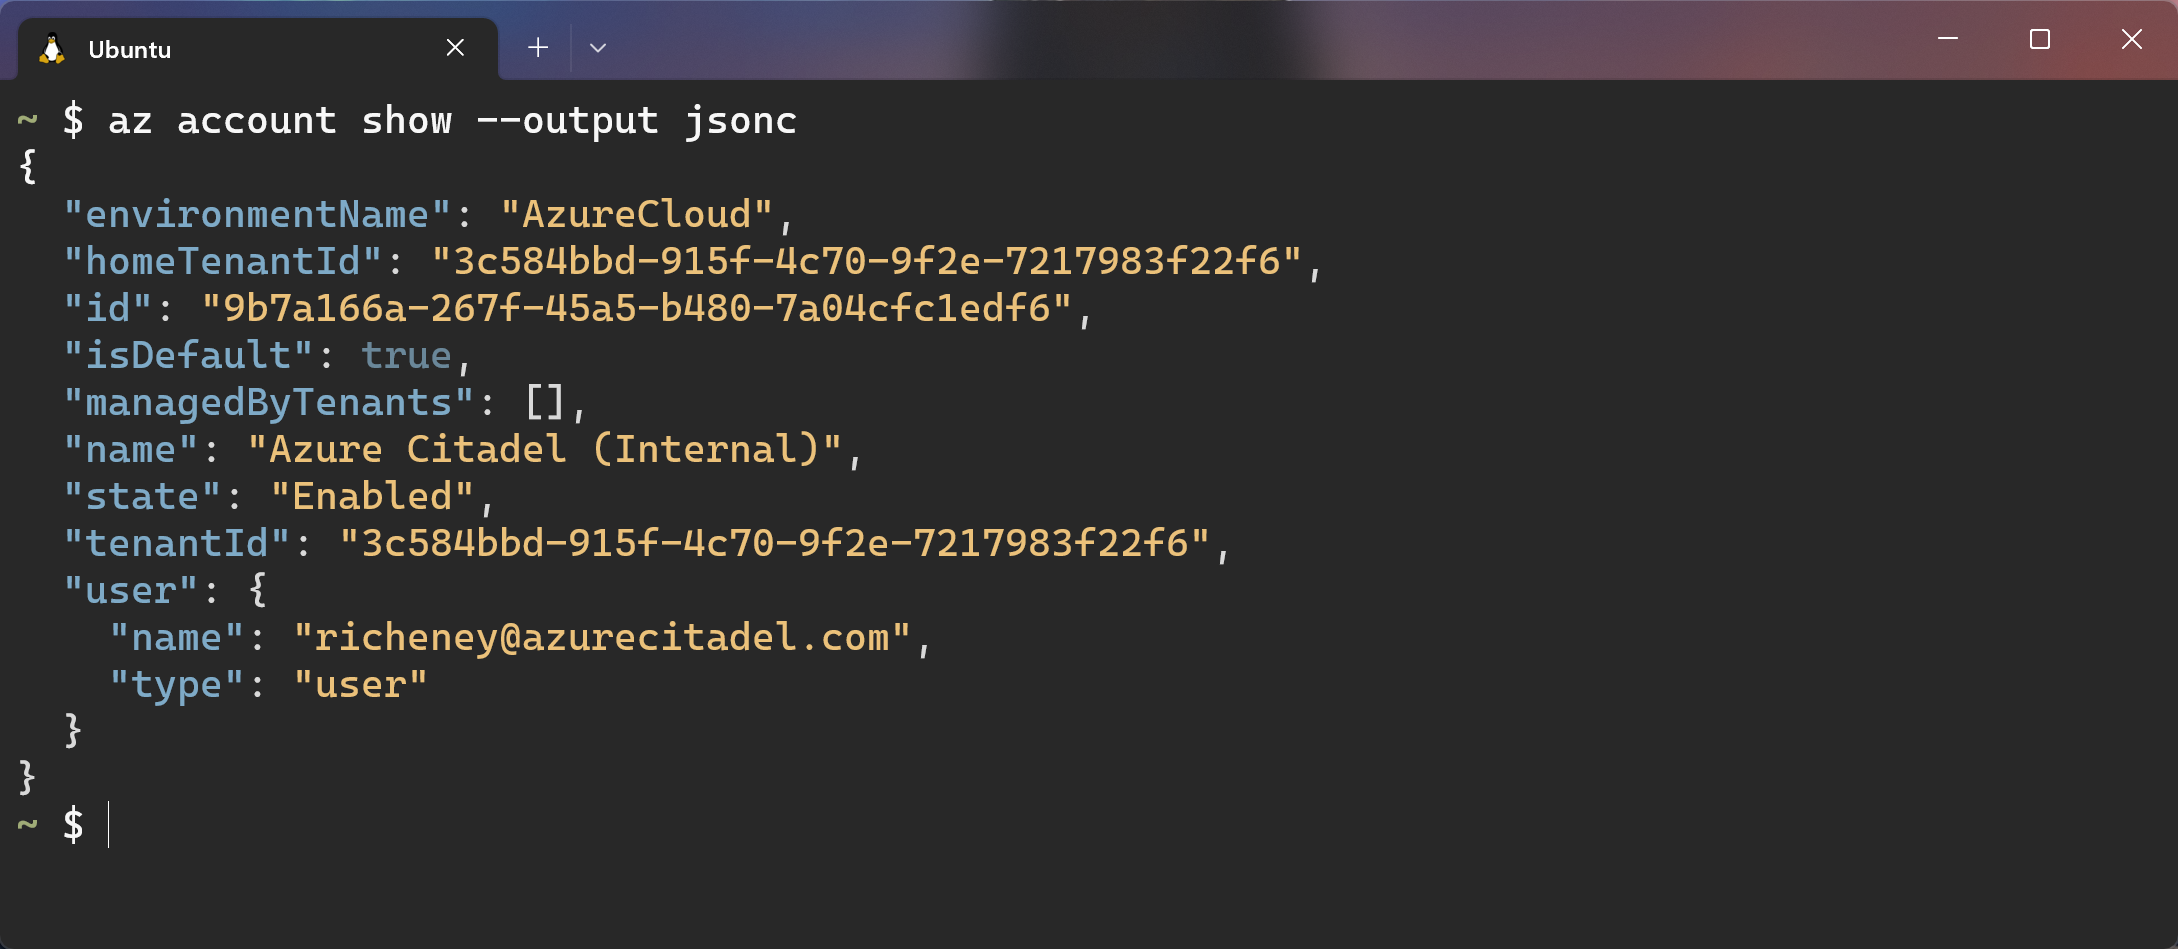 Ubuntu
~ $ az account show --output jsonc
{
  "environmentName": "AzureCloud",
  "homeTenantId": "3c584bbd-915f-4c70-9f2e-7217983f22f6",
  "id": "9b7a166a-267f-45a5-b480-7a04cfc1edf6",
  "isDefault": true,
  "managedByTenants": [],
  "name": "Azure Citadel (Internal)",
  "state": "Enabled",
  "tenantId": "3c584bbd-915f-4c70-9f2e-7217983f22f6",
  "user": {
    "name": "richeney@azurecitadel.com",
    "type": "user"
  }
}
~ $